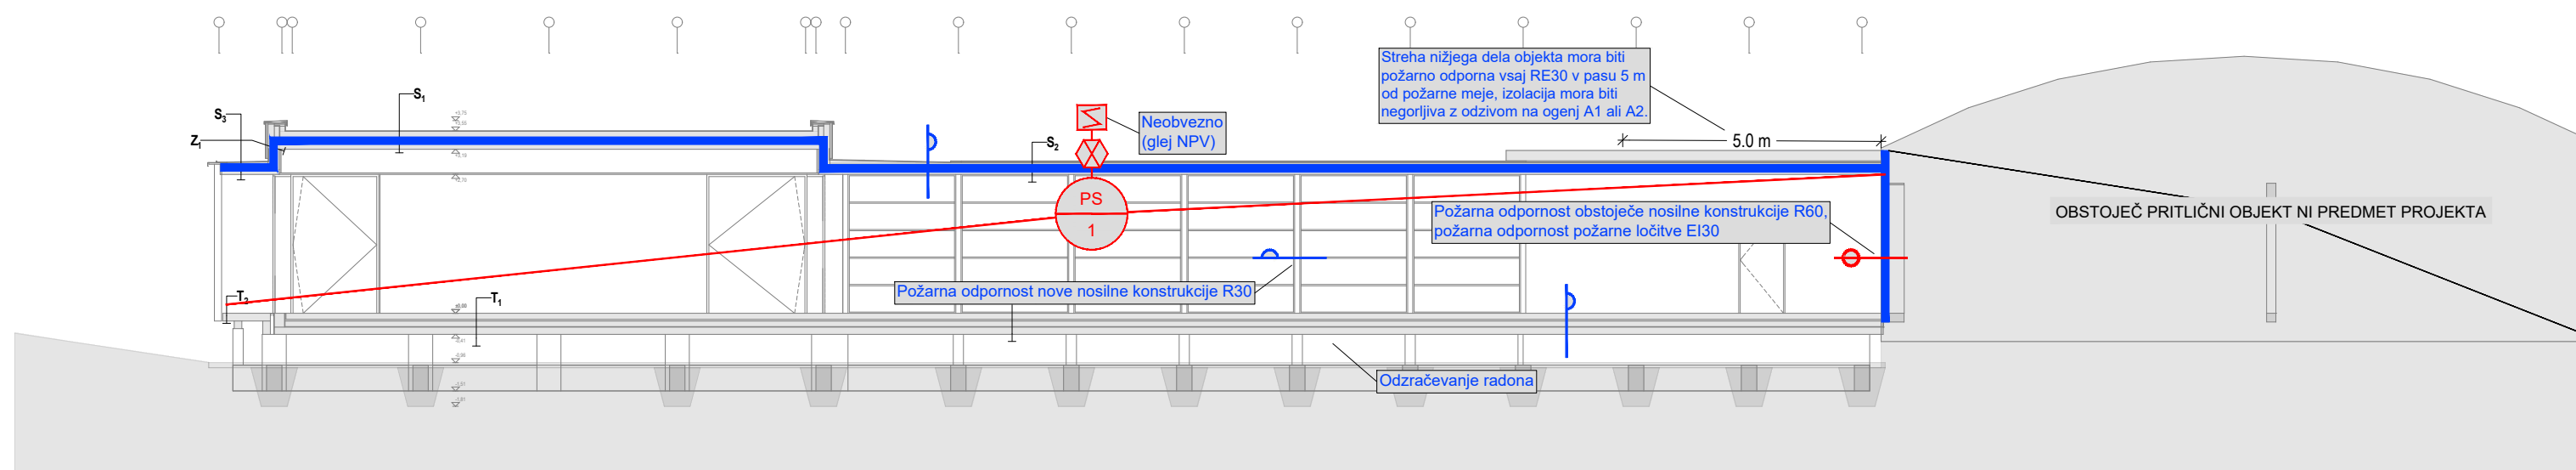 Streha nižjega dela objekta mora biti
požarno odporna vsaj RE30 v pasu 5 m
od požarne meje, izolacija mora biti
negorljiva z odzivom na ogenj A1 ali A2.
S1
S3
Z1
Neobvezno
(glej NPV)
S2
5.0 m
PS
1
Požarna odpornost obstoječe nosilne konstrukcije R60,
požarna odpornost požarne ločitve EI30
OBSTOJEČ PRITLIČNI OBJEKT NI PREDMET PROJEKTA
Požarna odpornost nove nosilne konstrukcije R30
T2
T1
Odzračevanje radona